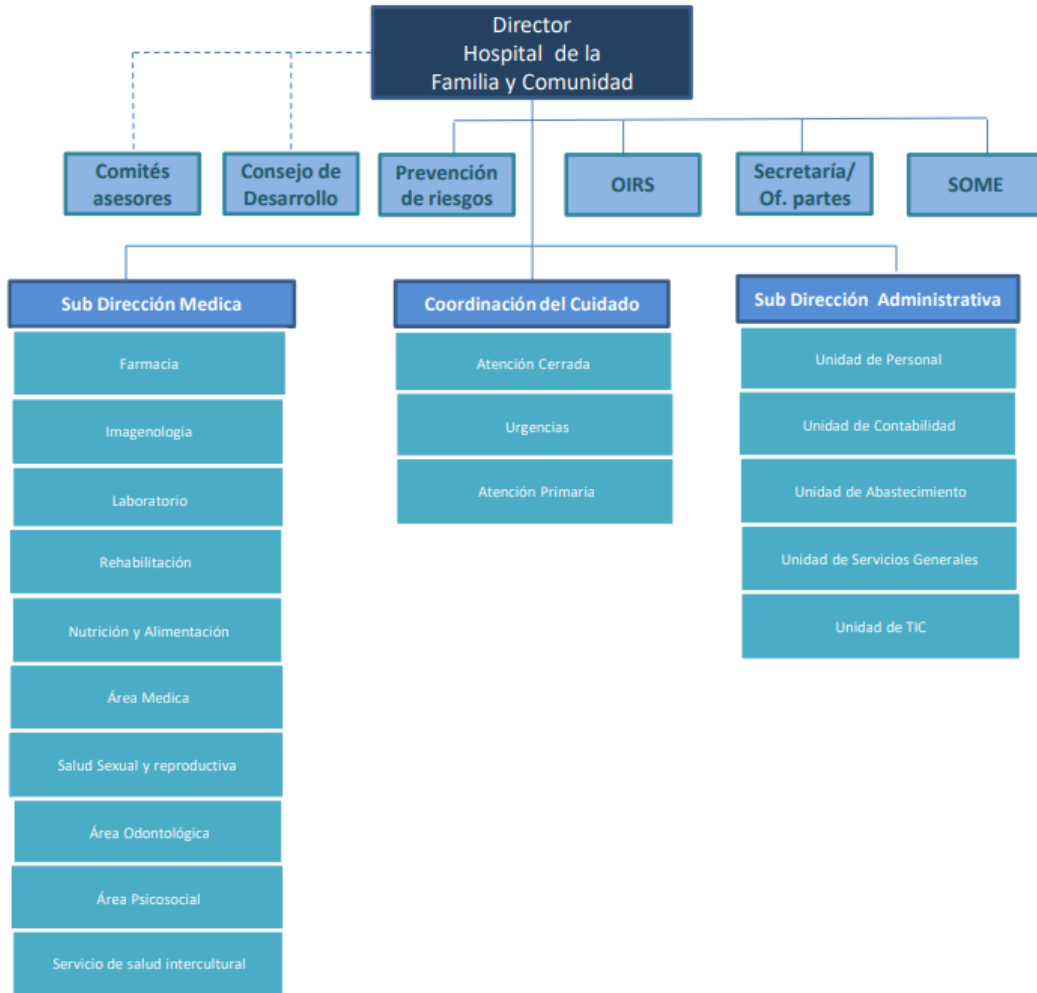 Director
Hospital de la
Familia y Comunidad
Comités
asesores
Consejo de
Desarrollo
Prevención
de riesgos
OIRS
Secretaría/
Of. partes
SOME
Sub Dirección Medica
Farmacia
Imagenologia
Laboratorio
Rehabilitación
Nutrición y Alimentación
Área Medica
Salud Sexual y reproductiva
Área Odontológica
Área Psicosocial
Servicio de salud intercultural
Coordinación del Cuidado
Atención Cerrada
Urgencias
Atención Primaria
Sub Dirección Administrativa
Unidad de Personal
Unidad de Contabilidad
Unidad de Abastecimiento
Unidad de Servicios Generales
Unidad de TIC